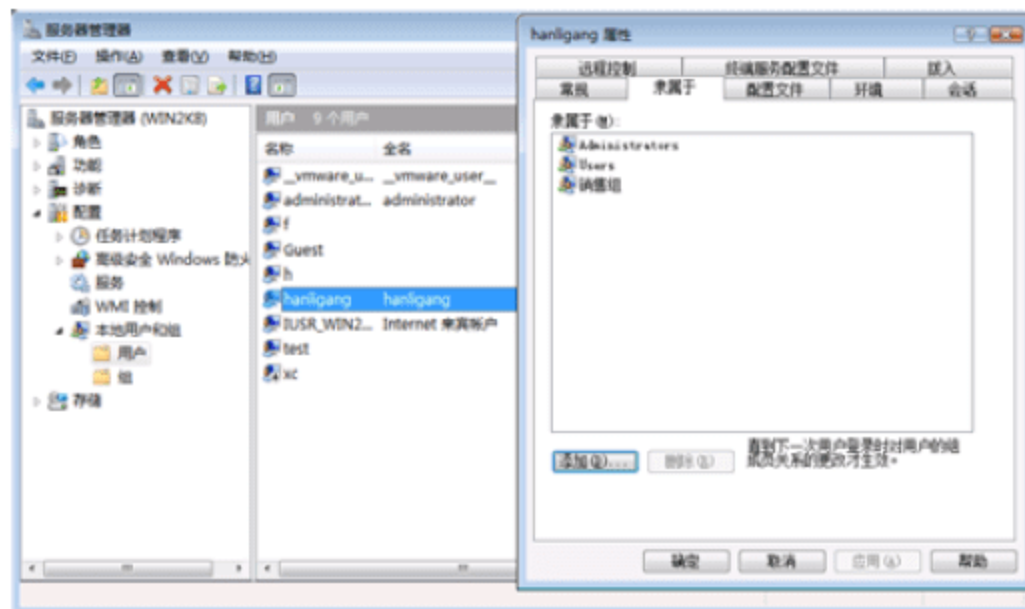 服务器管理器
文件(F) 操作(A) 查看(V) 帮助(H)
服务器管理器 (WIN2K8)
角色
功能
诊断
配置
任务计划程序
高级安全 Windows 防火
服务
WMI 控制
本地用户和组
用户
组
存储
用户 9 个用户
名称 全名
__vmware_u... __vmware_user__
administrat... administrator
f
Guest
h
hanligang hanligang
IUSR_WIN2... Internet 来宾帐户
test
xc
hanligang 属性
远程控制 终端服务配置文件 拨入
常规 隶属于 配置文件 环境 会话
隶属于(M):
Administrators
Users
销售组
添加(D)... 删除(R)
直到下一次用户登录时对用户的组
成员关系的更改才生效。
确定 取消 应用(A) 帮助